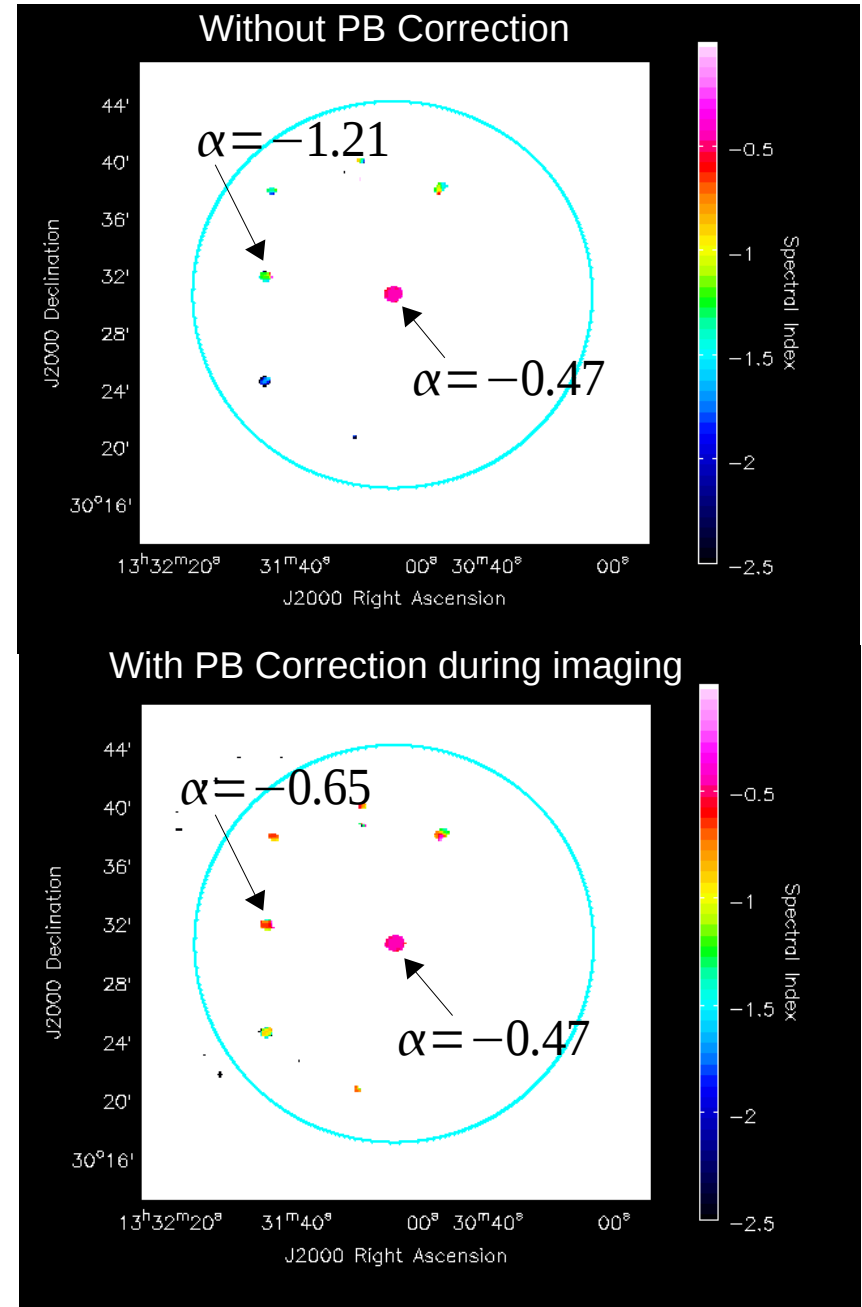 Without PB Correction
44'
α=−1.21
40'
−0.5
36'
32'
−1
28'
−1.5
α=−0.47
24'
20'
−2
30°16'
−2.5
J2000 Declination
Spectral Index
13ʰ32ᵐ20ˢ 31ᵐ40ˢ 00ˢ 30ᵐ40ˢ 00ˢ
J2000 Right Ascension
With PB Correction during imaging
44'
α=−0.65
40'
−0.5
36'
32'
−1
28'
−1.5
24'
α=−0.47
20'
−2
30°16'
−2.5
J2000 Declination
Spectral Index
13ʰ32ᵐ20ˢ 31ᵐ40ˢ 00ˢ 30ᵐ40ˢ 00ˢ
J2000 Right Ascension